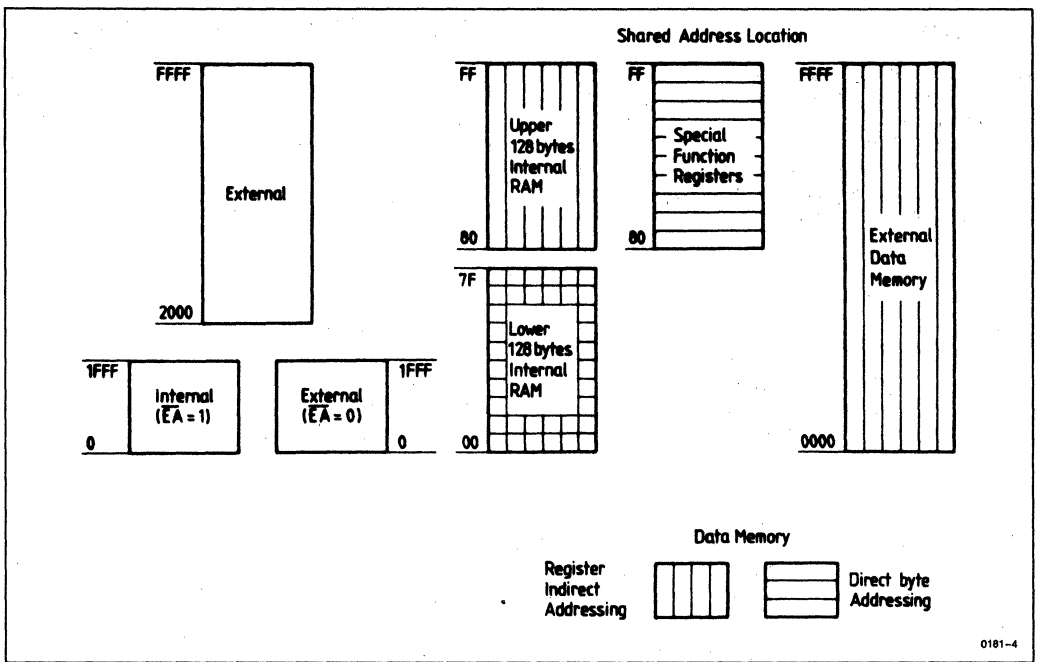 Shared Address Location
FFFF
External
2000
1FFF
Internal
(E̅A̅ = 1)
0
External
(E̅A̅ = 0)
1FFF
0
FF
Upper
128 bytes
Internal
RAM
80
7F
Lower
128 bytes
Internal
RAM
00
FF
Special
Function
Registers
80
FFFF
External
Data
Memory
0000
Data Memory
Register
Indirect
Addressing
Direct byte
Addressing
0181-4